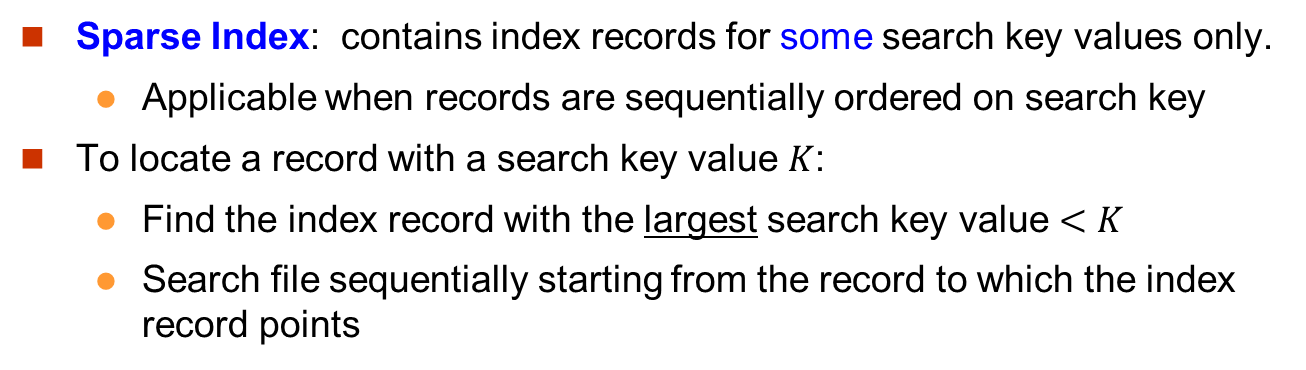 Sparse Index: contains index records for some search key values only.
Applicable when records are sequentially ordered on search key
To locate a record with a search key value K:
Find the index record with the largest search key value < K
Search file sequentially starting from the record to which the index
record points